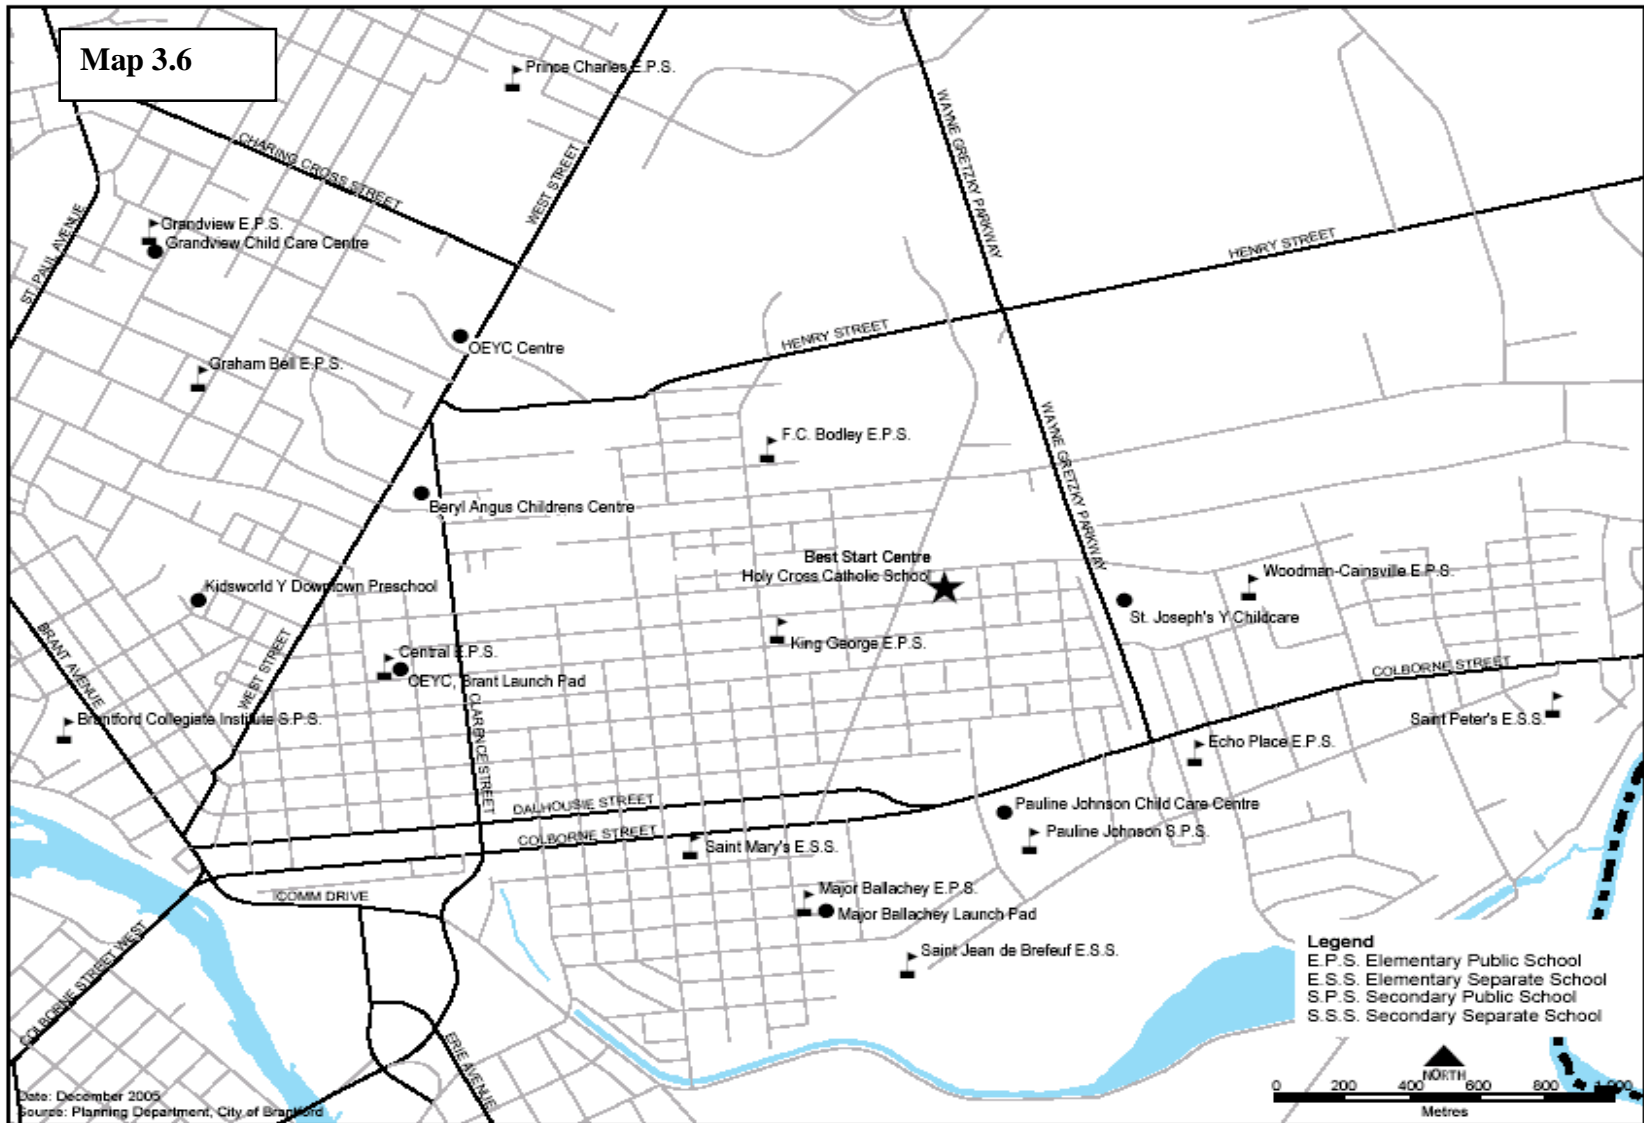 Map 3.6
Prince Charles E.P.S.
CHARING CROSS STREET
WEST STREET
WAYNE GRETZKY PARKWAY
ST. PAUL AVENUE
Grandview E.P.S.
Grandview Child Care Centre
HENRY STREET
HENRY STREET
OEYC Centre
Graham Bell E.P.S.
F.C. Bodley E.P.S.
WAYNE GRETZKY PARKWAY
Beryl Angus Childrens Centre
Best Start Centre
Holy Cross Catholic School
Woodman-Cainsville E.P.S.
Kidsworld Y Downtown Preschool
St. Joseph's Y Childcare
BRANT AVENUE
WEST STREET
Central E.P.S.
OEYC, Brant Launch Pad
King George E.P.S.
COLBORNE STREET
CLARENCE STREET
Brantford Collegiate Institute S.P.S.
Saint Peter's E.S.S.
Echo Place E.P.S.
DALHOUSIE STREET
COLBORNE STREET
Pauline Johnson Child Care Centre
Pauline Johnson S.P.S.
Saint Mary's E.S.S.
ICOMM DRIVE
Major Ballachey E.P.S.
Major Ballachey Launch Pad
Saint Jean de Brefeuf E.S.S.
COLBORNE STREET WEST
ERIE AVENUE
Legend
E.P.S. Elementary Public School
E.S.S. Elementary Separate School
S.P.S. Secondary Public School
S.S.S. Secondary Separate School
NORTH
0 200 400 600 800 1,000
Metres
Date: December 2005
Source: Planning Department, City of Brantford